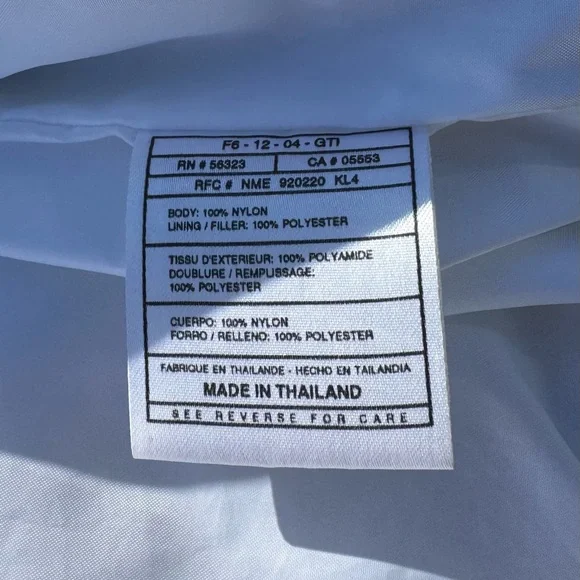 F6 - 12 - 04 - GTI
RN # 56323 CA # 05553
RFC # NME 920220 KL4
BODY: 100% NYLON
LINING / FILLER: 100% POLYESTER
TISSU D'EXTERIEUR: 100% POLYAMIDE
DOUBLURE / REMPLISSAGE:
100% POLYESTER
CUERPO: 100% NYLON
FORRO / RELLENO: 100% POLYESTER
FABRIQUE EN THAILANDE - HECHO EN TAILANDIA
MADE IN THAILAND
SEE REVERSE FOR CARE